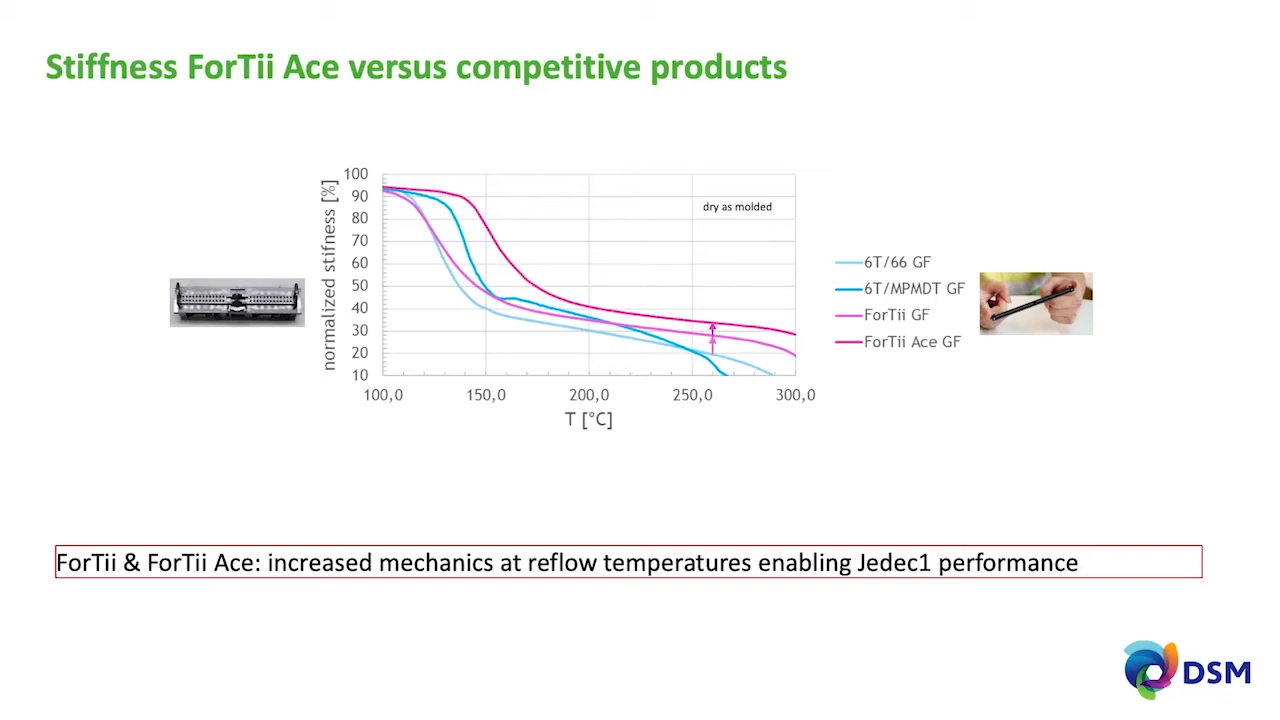 Stiffness ForTii Ace versus competitive products
normalized stifness [%]
100
90
80
70
60
50
40
30
20
10
dry as molded
100,0
150,0
200,0
250,0
300,0
T [°C]
6T/66 GF
6T/MPMDT GF
ForTii GF
ForTii Ace GF
ForTii & ForTii Ace: increased mechanics at reflow temperatures enabling Jedec1 performance
DSM